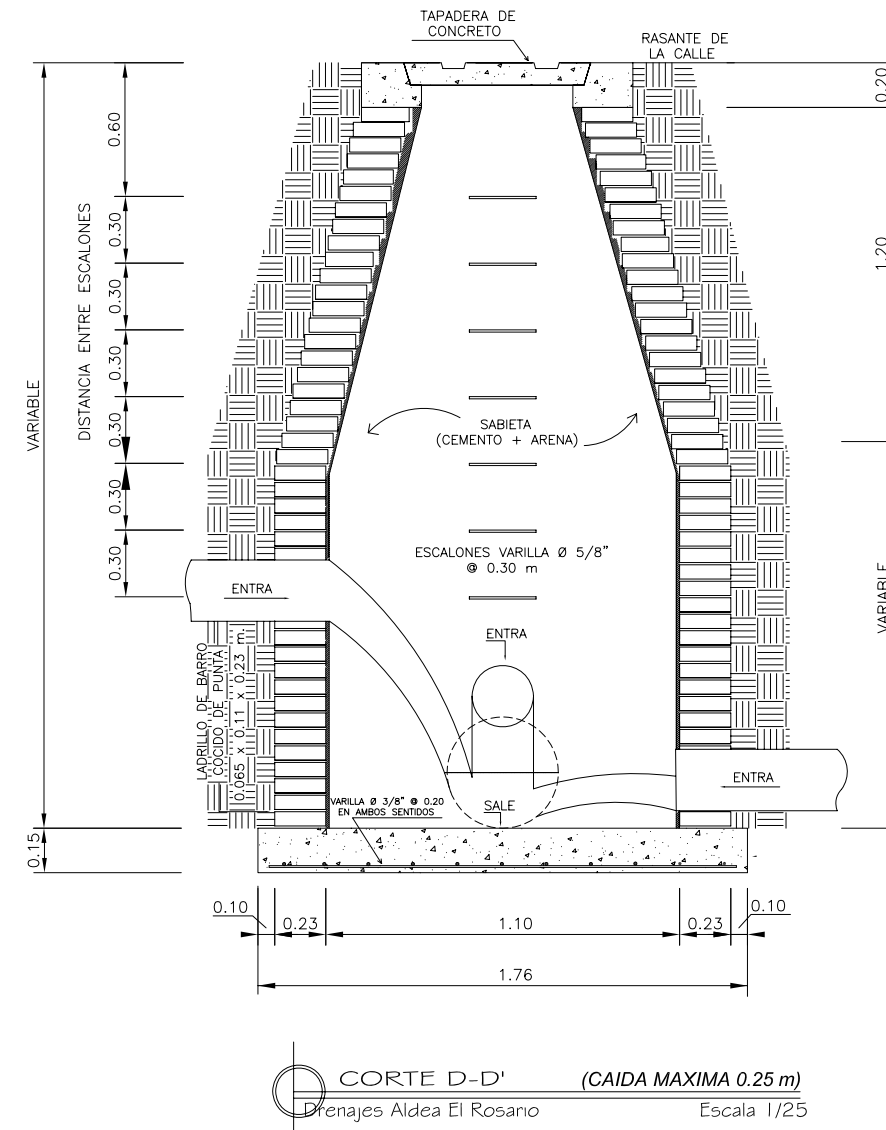 TAPADERA DE
CONCRETO
RASANTE DE
LA CALLE
0.20
0.60
DISTANCIA ENTRE ESCALONES
0.30
0.30
0.30
0.30
0.30
0.30
VARIABLE
1.20
SABIETA
(CEMENTO + ARENA)
ESCALONES VARILLA Ø 5/8"
@ 0.30 m
VARIABLE
ENTRA
ENTRA
LADRILLO DE BARRO
COCIDO DE PUNTA
0.065 x 0.11 x 0.23 m.
ENTRA
VARILLA Ø 3/8" @ 0.20
EN AMBOS SENTIDOS
SALE
0.15
0.10
0.23
1.10
0.23
0.10
1.76
CORTE D-D' (CAIDA MAXIMA 0.25 m)
Drenajes Aldea El Rosario Escala 1/25